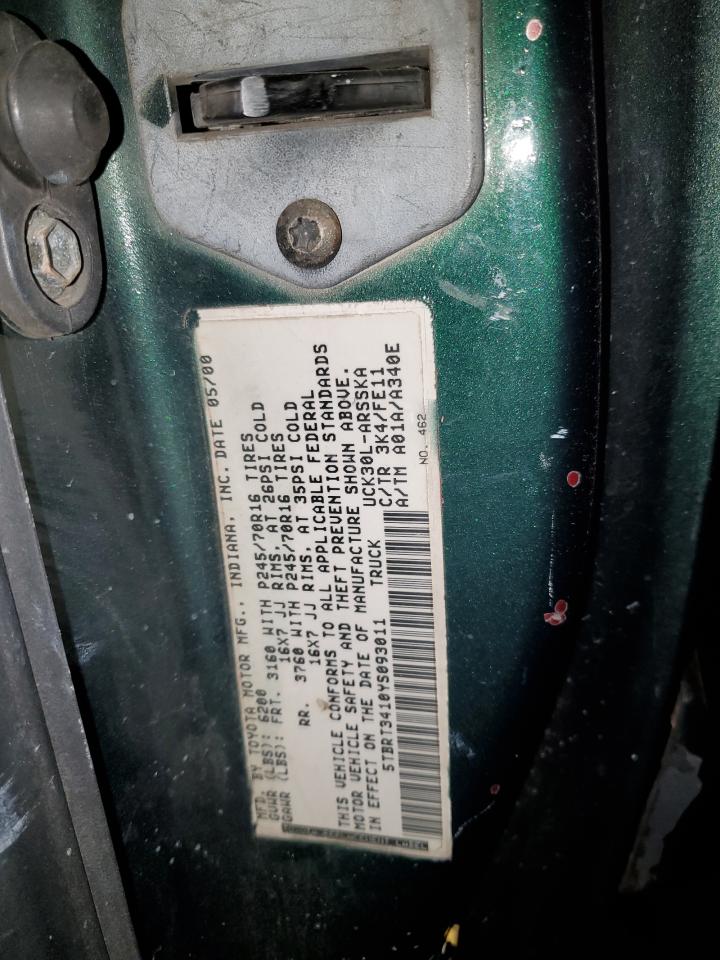 MFD. BY TOYOTA MOTOR MFG., INDIANA, INC. DATE 05/00
GVWR (LBS): 6200
GAWR (LBS): FRT. 3160 WITH P245/70R16 TIRES
16X7 JJ RIMS, AT 26PSI COLD
RR. 3760 WITH P245/70R16 TIRES
16X7 JJ RIMS, AT 35PSI COLD
THIS VEHICLE CONFORMS TO ALL APPLICABLE FEDERAL
MOTOR VEHICLE SAFETY AND THEFT PREVENTION STANDARDS
IN EFFECT ON THE DATE OF MANUFACTURE SHOWN ABOVE.
5TBRT3410YS093011 TRUCK UCK30L-ARSSKA
C/TR 3K4/FE11
A/TM A01A/A340E
NO. 462
TOYOTA REPLACEMENT LABEL